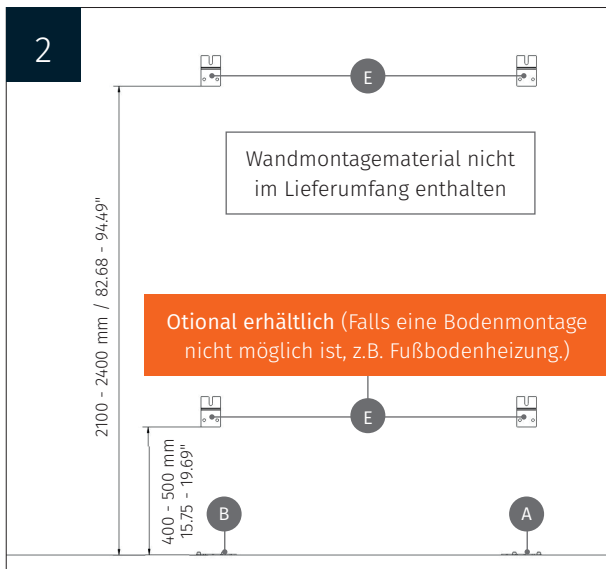 2
E
Wandmontagematerial nicht
im Lieferumfang enthalten
2100 - 2400 mm / 82.68 - 94.49"
Otional erhältlich (Falls eine Bodenmontage
nicht möglich ist, z.B. Fußbodenheizung.)
E
400 - 500 mm
15.75 - 19.69"
B
A